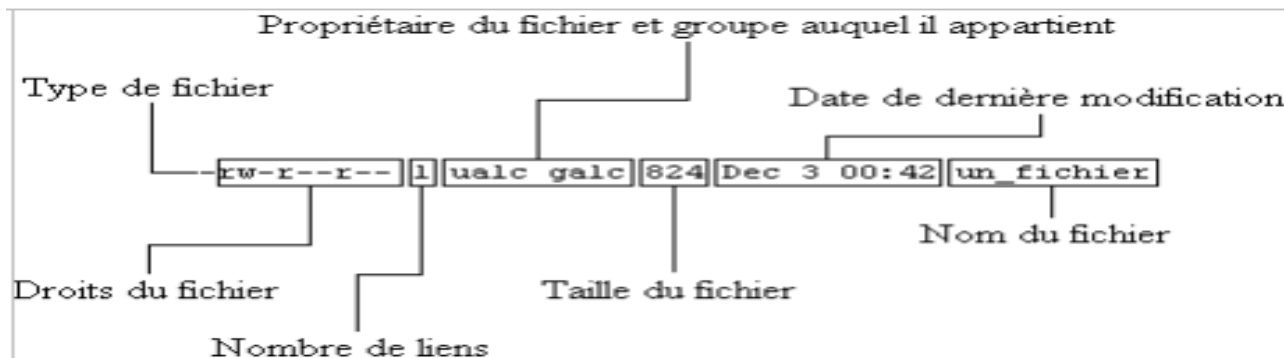 Propriétaire du fichier et groupe auquel il appartient
Type de fichier
Date de dernière modification
-rw-r--r-- 1 ualc galc 824 Dec 3 00:42 un_fichier
Nom du fichier
Droits du fichier
Taille du fichier
Nombre de liens